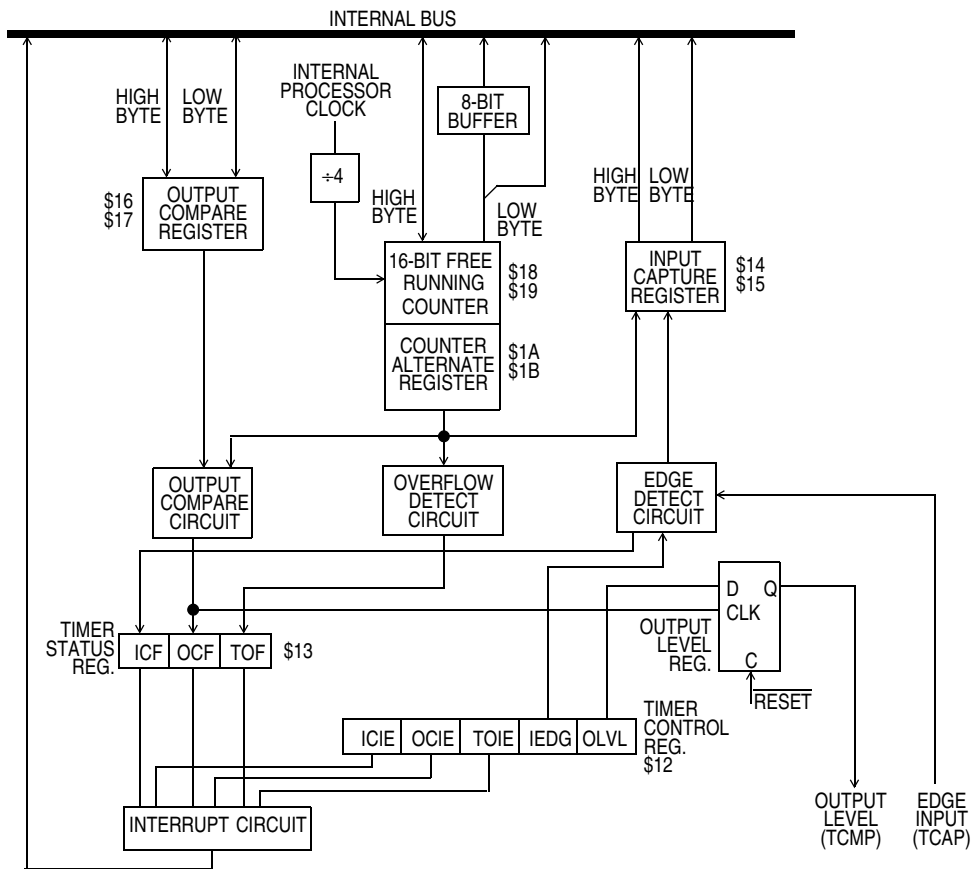 INTERNAL BUS
HIGH
BYTE
LOW
BYTE
INTERNAL
PROCESSOR
CLOCK
÷4
8-BIT
BUFFER
HIGH
BYTE
LOW
BYTE
HIGH
BYTE
LOW
BYTE
$16
$17
OUTPUT
COMPARE
REGISTER
16-BIT FREE
RUNNING
COUNTER
$18
$19
COUNTER
ALTERNATE
REGISTER
$1A
$1B
INPUT
CAPTURE
REGISTER
$14
$15
OUTPUT
COMPARE
CIRCUIT
OVERFLOW
DETECT
CIRCUIT
EDGE
DETECT
CIRCUIT
D Q
CLK
C
OUTPUT
LEVEL
REG.
RESET
TIMER
STATUS
REG.
ICF OCF TOF
$13
ICIE OCIE TOIE IEDG OLVL
TIMER
CONTROL
REG.
$12
INTERRUPT CIRCUIT
OUTPUT
LEVEL
(TCMP)
EDGE
INPUT
(TCAP)